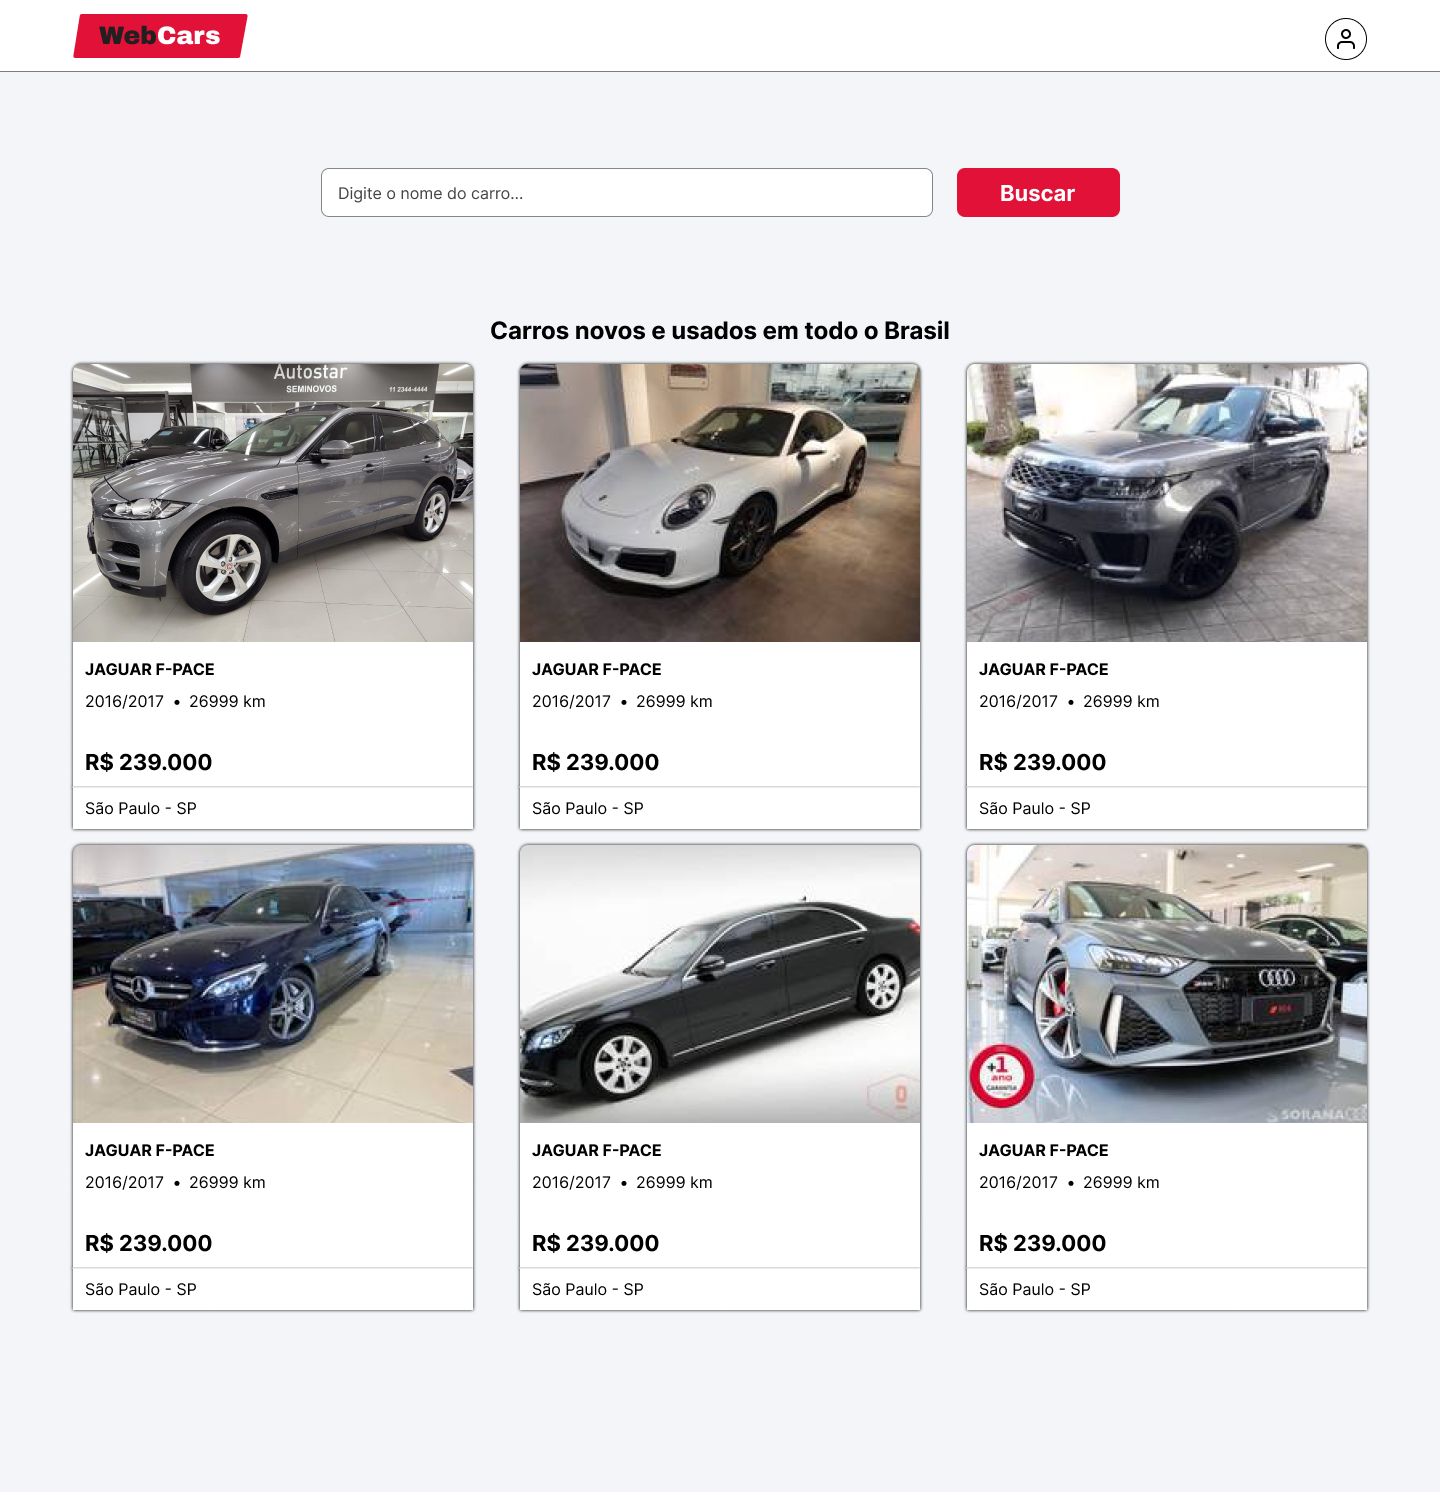 WebCars
Digite o nome do carro...
Buscar
Carros novos e usados em todo o Brasil
Autostar
SEMINOVOS
11 2344-4444
JAGUAR F-PACE
2016/2017 • 26999 km
R$ 239.000
São Paulo - SP
JAGUAR F-PACE
2016/2017 • 26999 km
R$ 239.000
São Paulo - SP
JAGUAR F-PACE
2016/2017 • 26999 km
R$ 239.000
São Paulo - SP
JAGUAR F-PACE
2016/2017 • 26999 km
R$ 239.000
São Paulo - SP
JAGUAR F-PACE
2016/2017 • 26999 km
R$ 239.000
São Paulo - SP
+1
ano
GARANTIA
SORANA
JAGUAR F-PACE
2016/2017 • 26999 km
R$ 239.000
São Paulo - SP